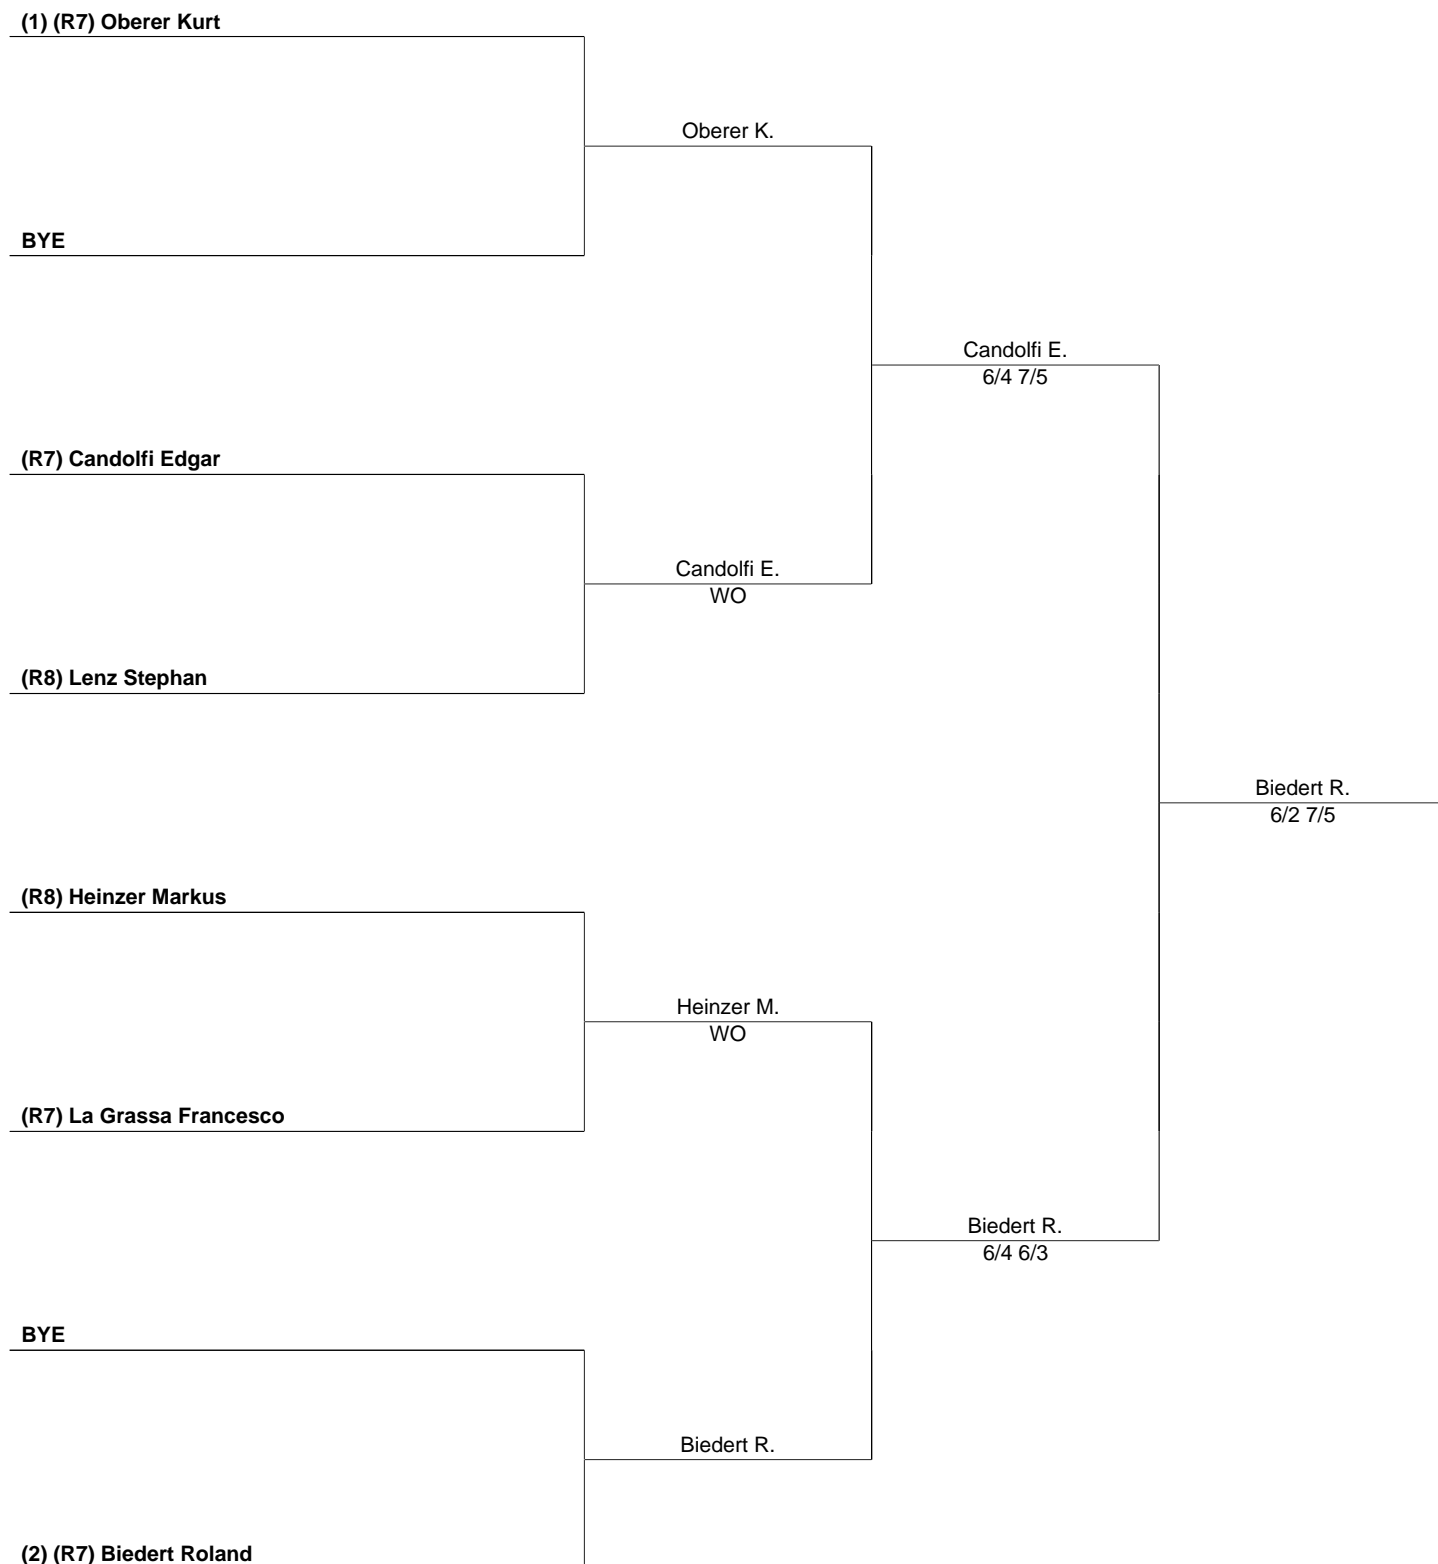 (1) (R7) Oberer Kurt
Oberer K.
BYE
Candolfi E.
6/4 7/5
(R7) Candolfi Edgar
Candolfi E.
WO
(R8) Lenz Stephan
Biedert R.
6/2 7/5
(R8) Heinzer Markus
Heinzer M.
WO
(R7) La Grassa Francesco
Biedert R.
6/4 6/3
BYE
Biedert R.
(2) (R7) Biedert Roland